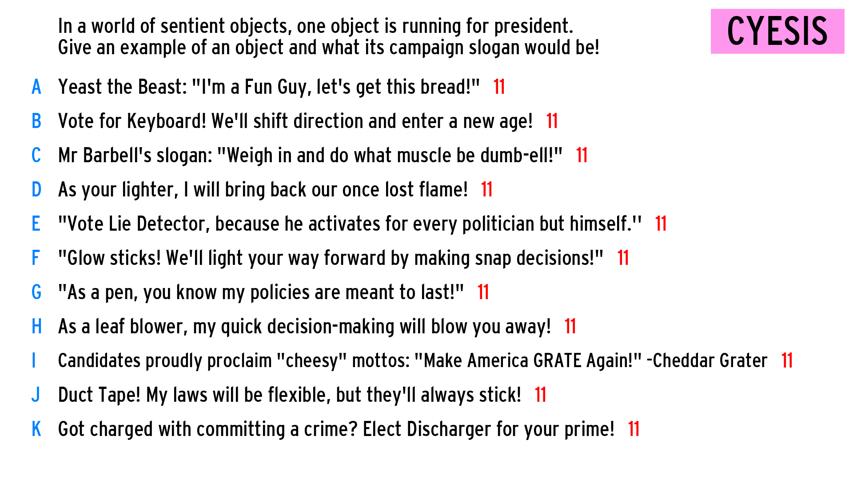 In a world of sentient objects, one object is running for president.
Give an example of an object and what its campaign slogan would be!
CYESIS
A Yeast the Beast: "I'm a Fun Guy, let's get this bread!" 11
B Vote for Keyboard! We'll shift direction and enter a new age! 11
C Mr Barbell's slogan: "Weigh in and do what muscle be dumb-ell!" 11
D As your lighter, I will bring back our once lost flame! 11
E "Vote Lie Detector, because he activates for every politician but himself.'' 11
F "Glow sticks! We'll light your way forward by making snap decisions!" 11
G "As a pen, you know my policies are meant to last!" 11
H As a leaf blower, my quick decision-making will blow you away! 11
I Candidates proudly proclaim "cheesy" mottos: "Make America GRATE Again!" -Cheddar Grater 11
J Duct Tape! My laws will be flexible, but they'll always stick! 11
K Got charged with committing a crime? Elect Discharger for your prime! 11